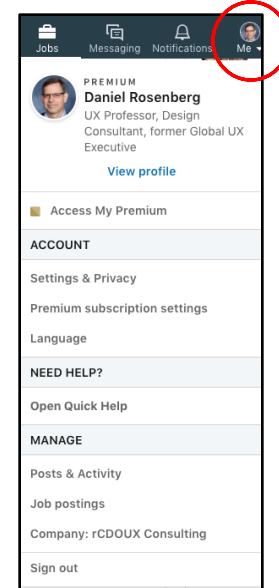 Jobs Messaging Notifications Me
PREMIUM
Daniel Rosenberg
UX Professor, Design
Consultant, former Global UX
Executive
View profile
Access My Premium
ACCOUNT
Settings & Privacy
Premium subscription settings
Language
NEED HELP?
Open Quick Help
MANAGE
Posts & Activity
Job postings
Company: rCDOUX Consulting
Sign out